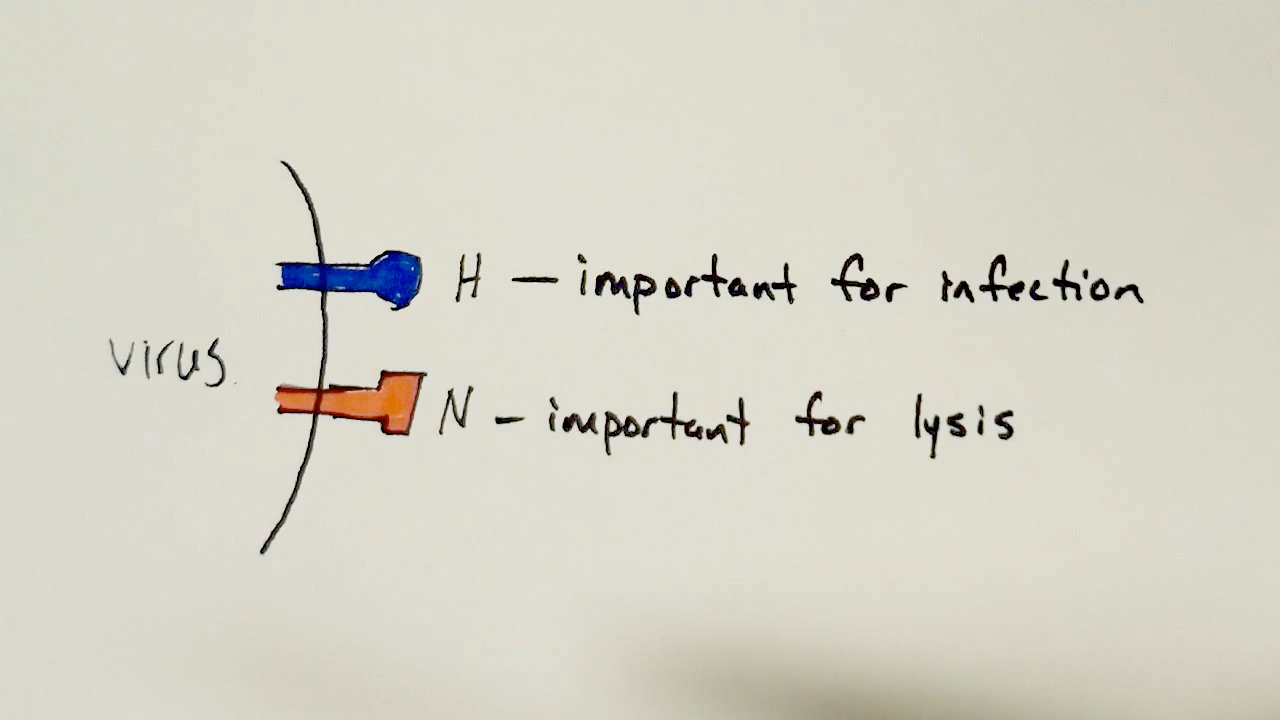 H – important for infection
virus
N – important for lysis